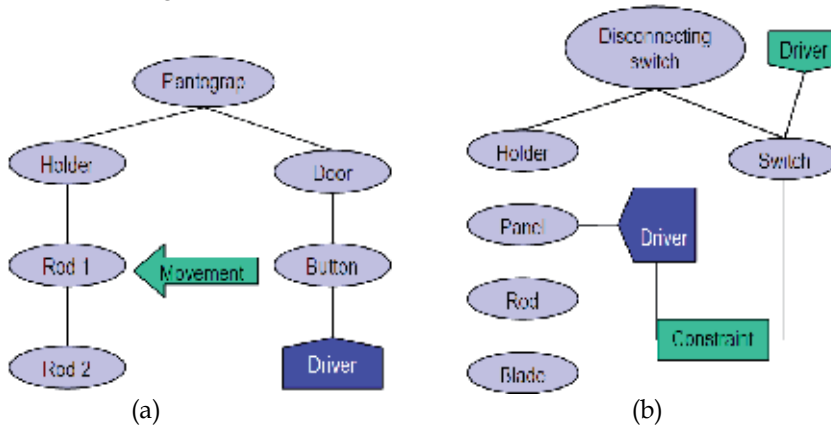 Pantograp
Holder
Door
Rod 1
Movement
Button
Rod 2
Driver
(a)
Disconnecting
switch
Driver
Holder
Switch
Panel
Driver
Rod
Constraint
Blade
(b)